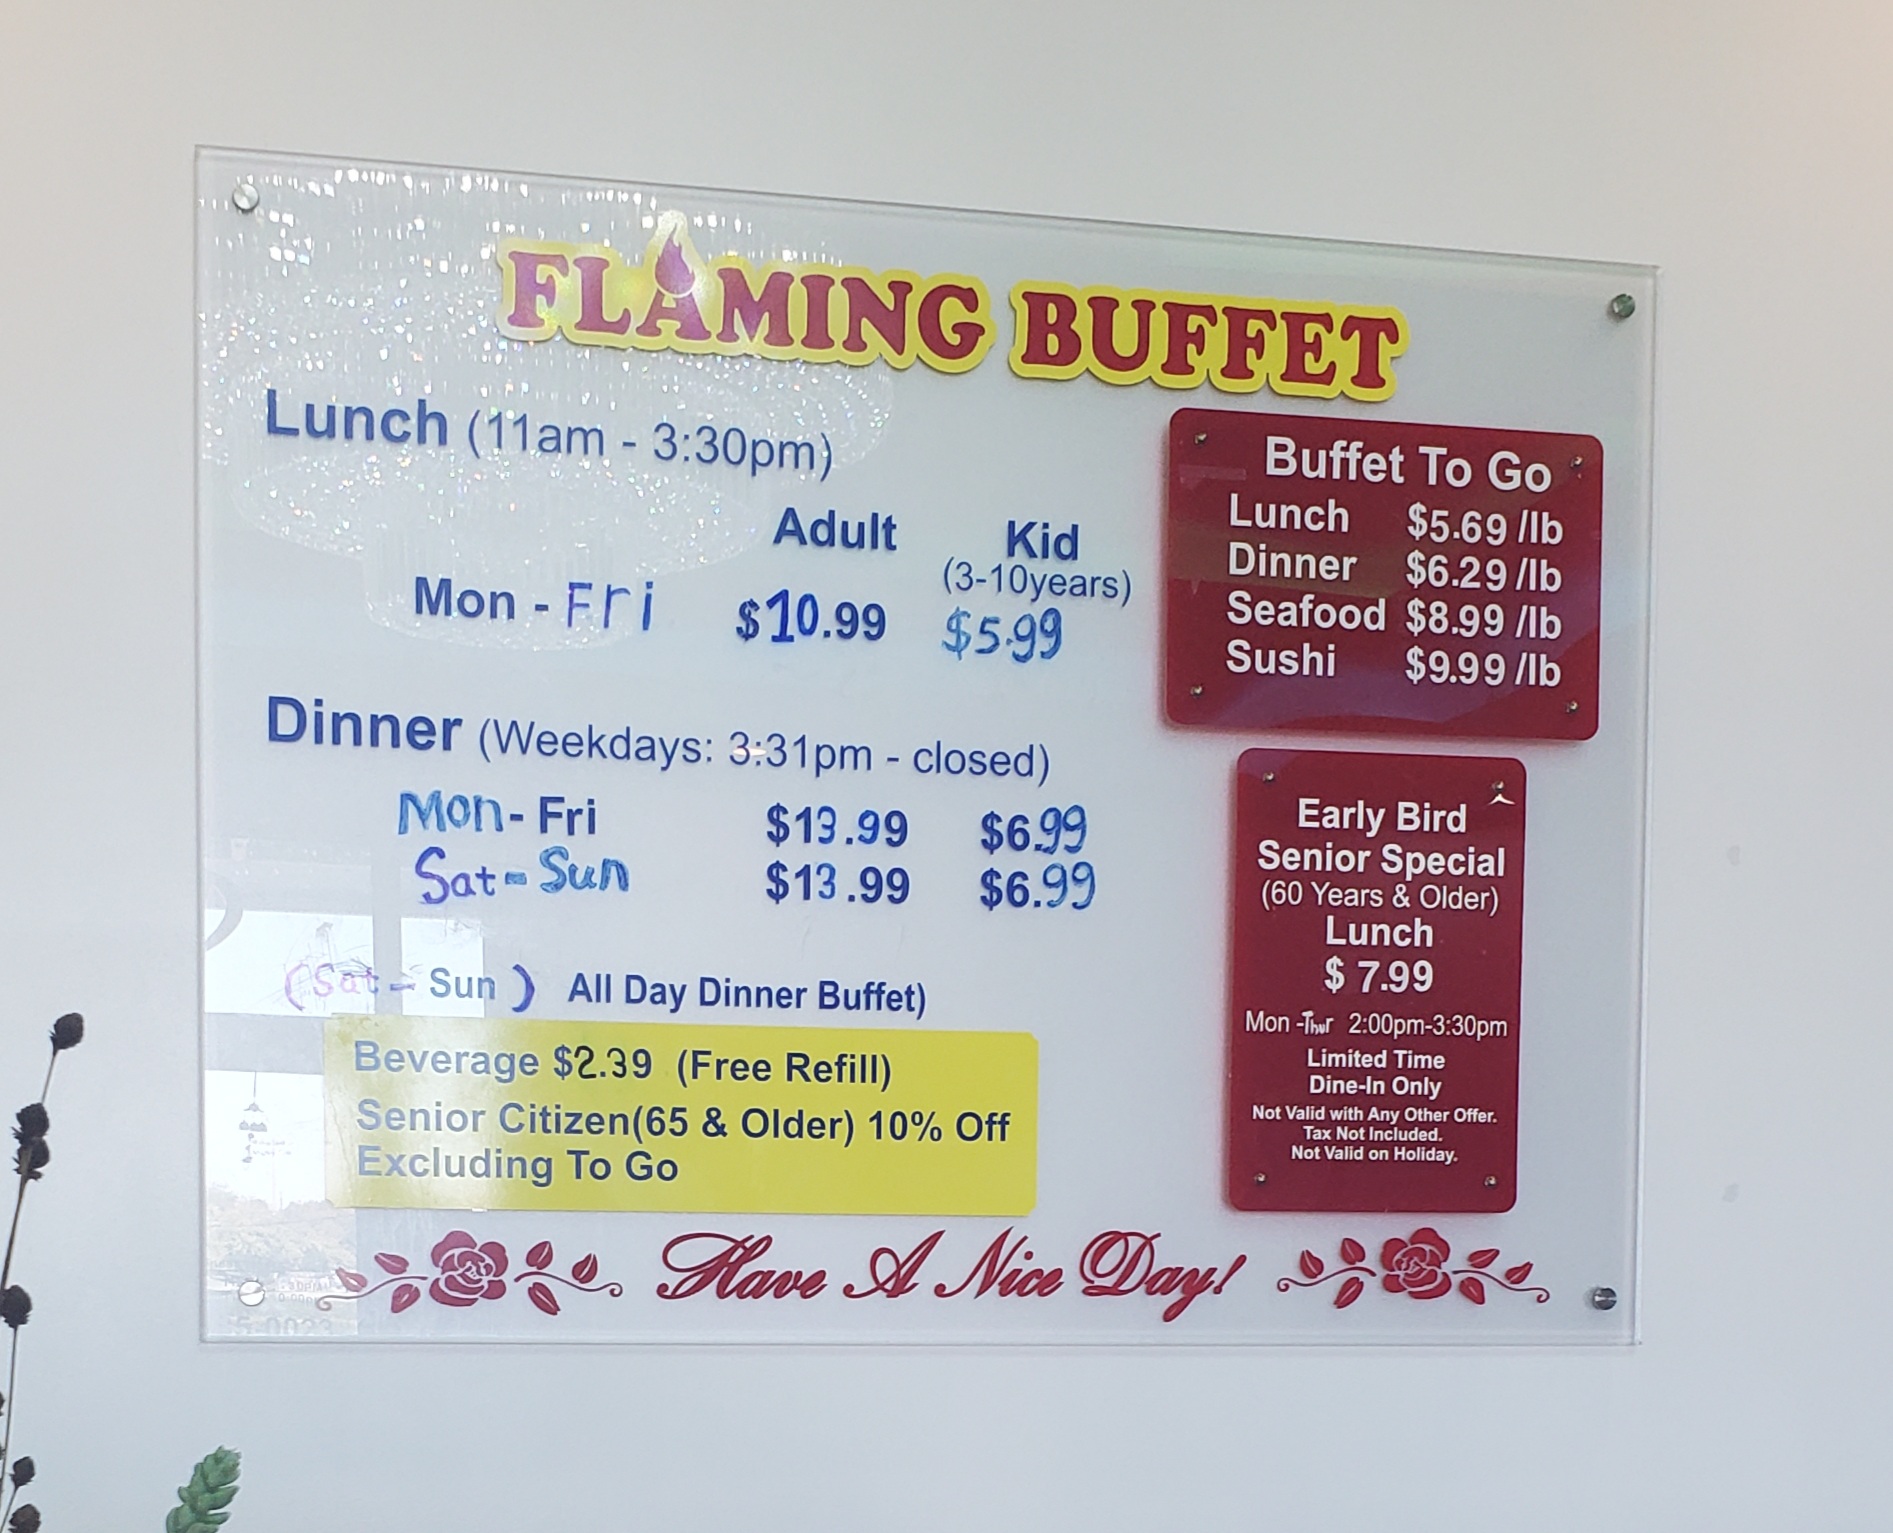 FLAMING BUFFET
Lunch (11am - 3:30pm)
Adult Kid
(3-10years)
Mon - Fri $10.99 $5.99
Dinner (Weekdays: 3:31pm - closed)
Mon- Fri $13.99 $6.99
Sat-Sun $13.99 $6.99
(Sat - Sun ) All Day Dinner Buffet)
Beverage $2.39 (Free Refill)
Senior Citizen(65 & Older) 10% Off
Excluding To Go
Buffet To Go
Lunch $5.69 /lb
Dinner $6.29 /lb
Seafood $8.99 /lb
Sushi $9.99 /lb
Early Bird
Senior Special
(60 Years & Older)
Lunch
$ 7.99
Mon -Thur 2:00pm-3:30pm
Limited Time
Dine-In Only
Not Valid with Any Other Offer.
Tax Not Included.
Not Valid on Holiday.
Have A Nice Day!